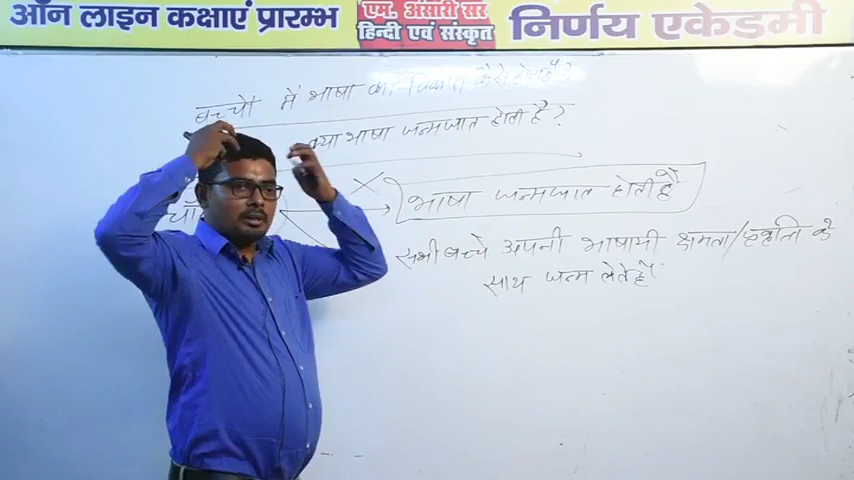 ऑन लाइन कक्षाएं प्रारम्भ
एम. अंसारी सर
हिन्दी एवं संस्कृत
निर्णय एकेडमी
बच्चो में भाषा का विकास कैसे होता है?
क्या भाषा जन्मजात होती है?
भाषा जन्मजात होती है
सभी बच्चे अपनी भाषायी क्षमता/प्रकृति के
साथ जन्म लेते हैं